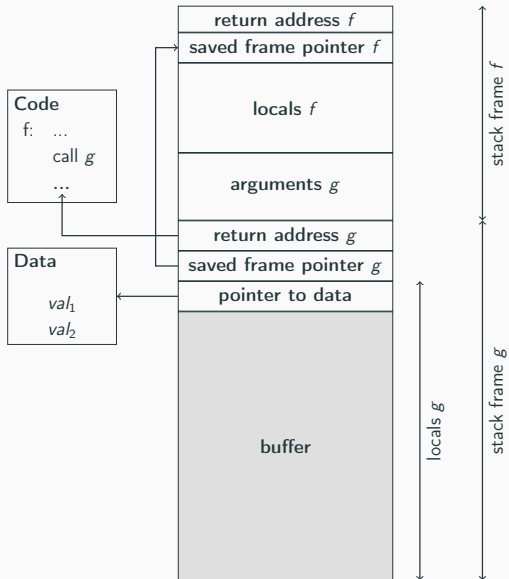 return address f
saved frame pointer f
locals f
arguments g
return address g
saved frame pointer g
pointer to data
buffer
Code
f: ...
call g
...
Data
val₁
val₂
stack frame f
locals g
stack frame g